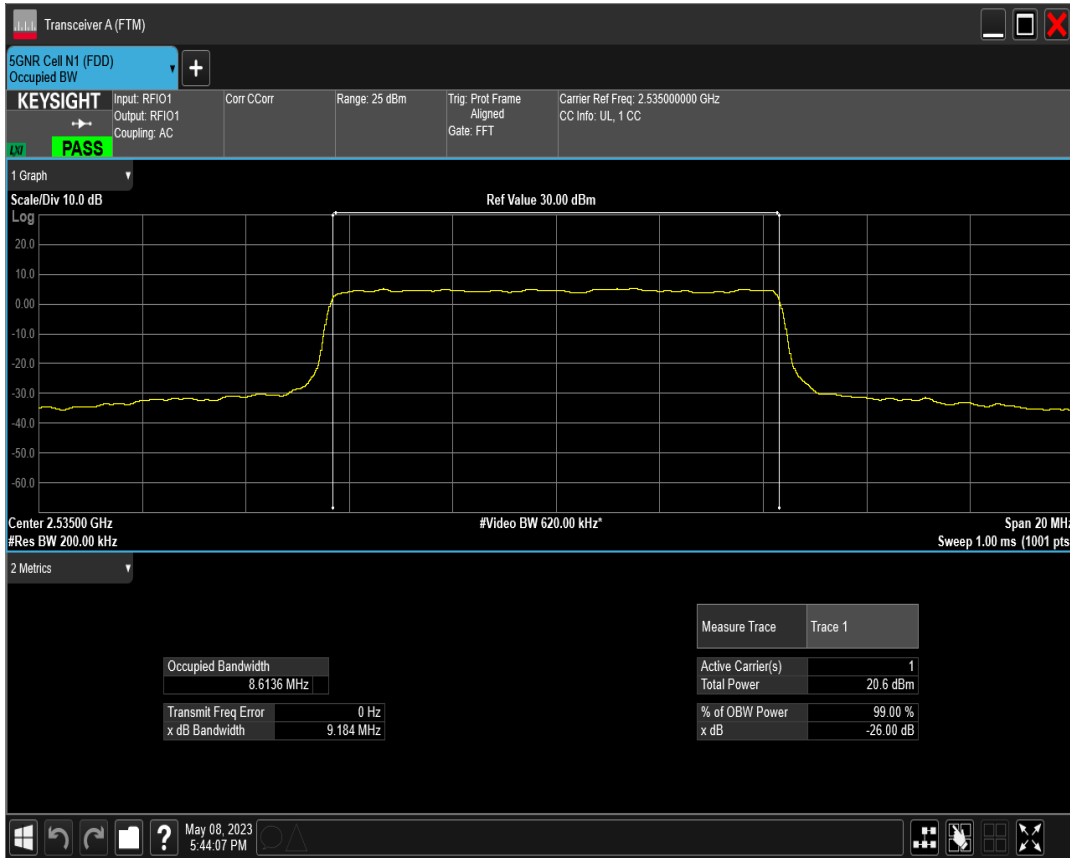 Transceiver A (FTM)
5GNR Cell N1 (FDD)
Occupied BW
+
KEYSIGHT
LXI
PASS
Input: RFIO1
Output: RFIO1
Coupling: AC
Corr CCorr
Range: 25 dBm
Trig: Prot Frame
Aligned
Gate: FFT
Carrier Ref Freq: 2.535000000 GHz
CC Info: UL, 1 CC
1 Graph
Scale/Div 10.0 dB
Ref Value 30.00 dBm
Log
20.0
10.0
0.00
-10.0
-20.0
-30.0
-40.0
-50.0
-60.0
Center 2.53500 GHz
#Video BW 620.00 kHz*
Span 20 MHz
#Res BW 200.00 kHz
Sweep 1.00 ms (1001 pts
2 Metrics
Measure Trace Trace 1
Occupied Bandwidth
8.6136 MHz
Active Carrier(s) 1
Total Power 20.6 dBm
Transmit Freq Error 0 Hz
x dB Bandwidth 9.184 MHz
% of OBW Power 99.00 %
x dB -26.00 dB
?
May 08, 2023
5:44:07 PM